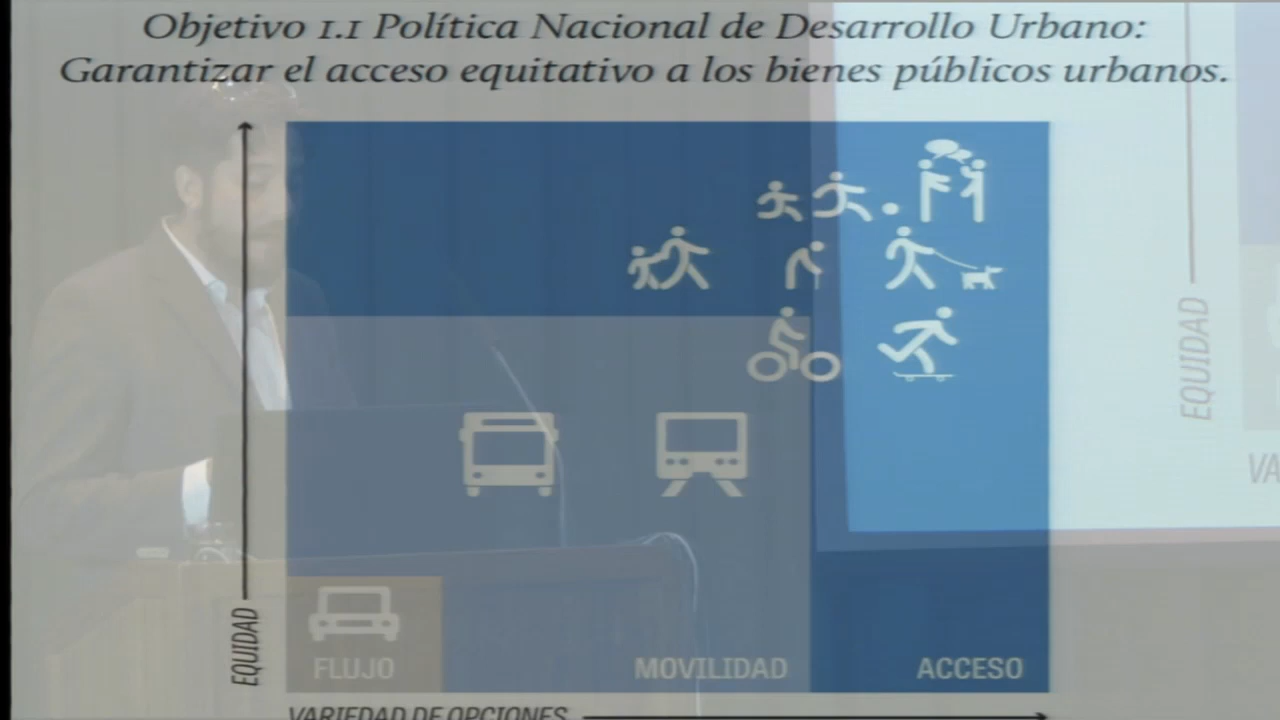 Objetivo 1.1 Política Nacional de Desarrollo Urbano:
Garantizar el acceso equitativo a los bienes públicos urbanos.
EQUIDAD
EQUIDAD
FLUJO
MOVILIDAD
ACCESO
VA
VARIEDAD DE OPCIONES